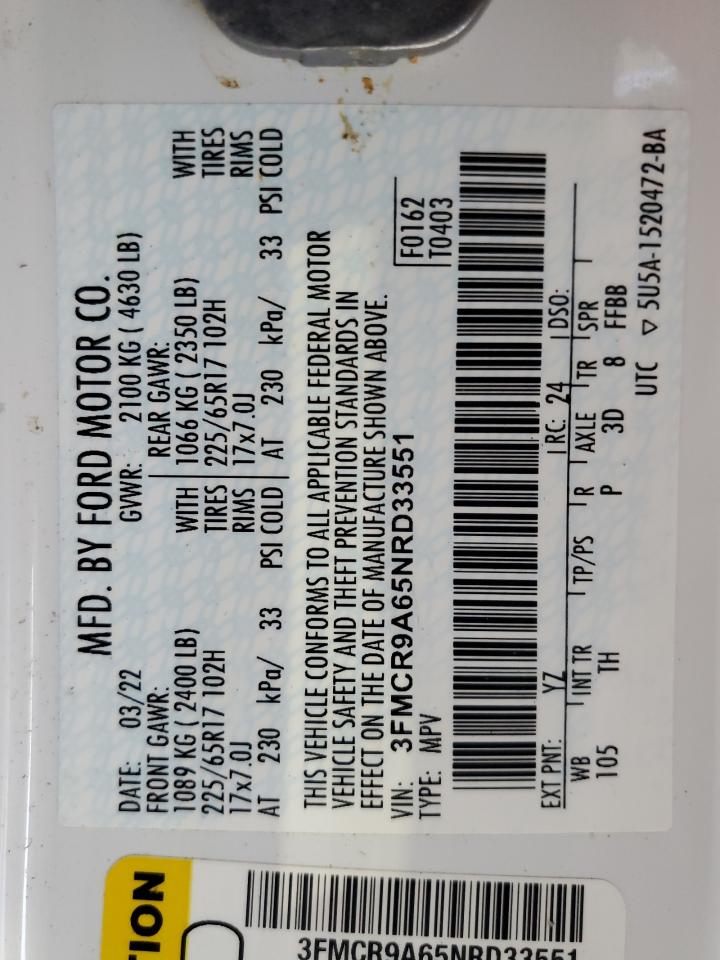 MFD. BY FORD MOTOR CO.
DATE: 03/22 GVWR: 2100 KG ( 4630 LB)
FRONT GAWR: REAR GAWR:
1089 KG ( 2400 LB) WITH 1066 KG ( 2350 LB) WITH
225/65R17 102H TIRES 225/65R17 102H TIRES
17x7.0J RIMS 17x7.0J RIMS
AT 230 kPa/ 33 PSI COLD AT 230 kPa/ 33 PSI COLD
THIS VEHICLE CONFORMS TO ALL APPLICABLE FEDERAL MOTOR
VEHICLE SAFETY AND THEFT PREVENTION STANDARDS IN
EFFECT ON THE DATE OF MANUFACTURE SHOWN ABOVE.
VIN: 3FMCR9A65NRD33551 F0162
TYPE: MPV T0403
EXT PNT: YZ RC: 24 DSO:
WB INT TR TP/PS R AXLE TR SPR
105 TH P 3D 8 FFBB
UTC ▽ 5U5A-1520472-BA
TION
3FMCR9A65NRD33551